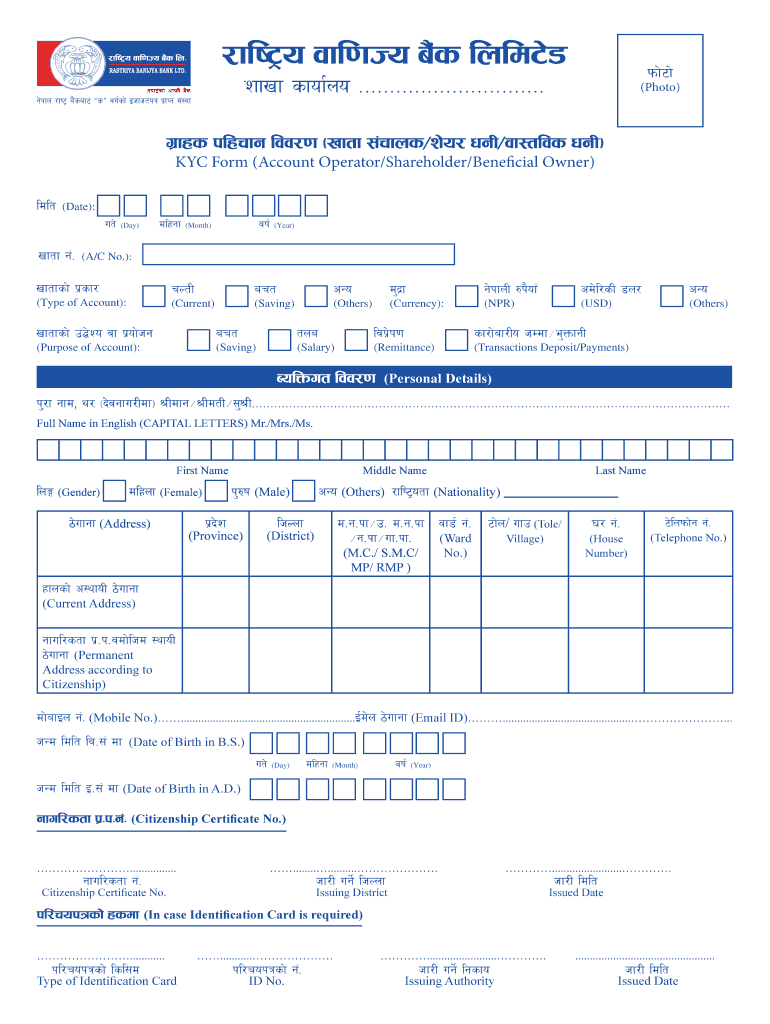 राष्ट्रिय वाणिज्य बैंक लि.
RASTRIYA BANIJYA BANK LTD.
तपाइको आफ्नै बैंक
नेपाल राष्ट्र बैंकबाट "क" वर्गको इजाजतपत्र प्राप्त संस्था
राष्ट्रिय वाणिज्य बैंक लिमिटेड
शाखा कार्यालय ..............................
फोटो
(Photo)
ग्राहक पहिचान विवरण (खाता संचालक/शेयर धनी/वास्तविक धनी)
KYC Form (Account Operator/Shareholder/Beneficial Owner)
मिति (Date):
गते (Day) महिना (Month) वर्ष (Year)
खाता नं. (A/C No.):
खाताको प्रकार चल्ती बचत अन्य मुद्रा नेपाली रुपैयाँ अमेरिकी डलर अन्य
(Type of Account): (Current) (Saving) (Others) (Currency): (NPR) (USD) (Others)
खाताको उद्धेश्य वा प्रयोजन बचत तलब विप्रेषण कारोबारीय जम्मा/भुक्तानी
(Purpose of Account): (Saving) (Salary) (Remittance) (Transactions Deposit/Payments)
ब्यक्तिगत विवरण (Personal Details)
पुरा नाम, थर (देवनागरीमा) श्रीमान/श्रीमती/सुश्री..............................
Full Name in English (CAPITAL LETTERS) Mr./Mrs./Ms.
First Name Middle Name Last Name
लिङ्ग (Gender) महिला (Female) पुरुष (Male) अन्य (Others) राष्ट्रियता (Nationality)
ठेगाना (Address) प्रदेश जिल्ला म.न.पा/उ. म.न.पा वार्ड नं. टोल/ गाउ (Tole/ घर नं. टेलिफोन नं.
(Province) (District) /न.पा/गा.पा. (Ward Village) (House (Telephone No.)
(M.C./ S.M.C/ No.) Number)
MP/ RMP )
हालको अस्थायी ठेगाना
(Current Address)
नागरिकता प्र.प.वमोजिम स्थायी
ठेगाना (Permanent
Address according to
Citizenship)
मोवाइल नं. (Mobile No.)..............................ईमेल ठेगाना (Email ID)..............................
जन्म मिति वि.सं मा (Date of Birth in B.S.)
गते (Day) महिना (Month) वर्ष (Year)
जन्म मिति इ.सं मा (Date of Birth in A.D.)
नागरिकता प्र.प.नं. (Citizenship Certificate No.)
.............................. .............................. ..............................
नागरिकता नं. जारी गर्ने जिल्ला जारी मिति
Citizenship Certificate No. Issuing District Issued Date
परिचयपत्रको हकमा (In case Identification Card is required)
.............................. .............................. .............................. ..............................
परिचयपत्रको किसिम परिचयपत्रको नं. जारी गर्ने निकाय जारी मिति
Type of Identification Card ID No. Issuing Authority Issued Date